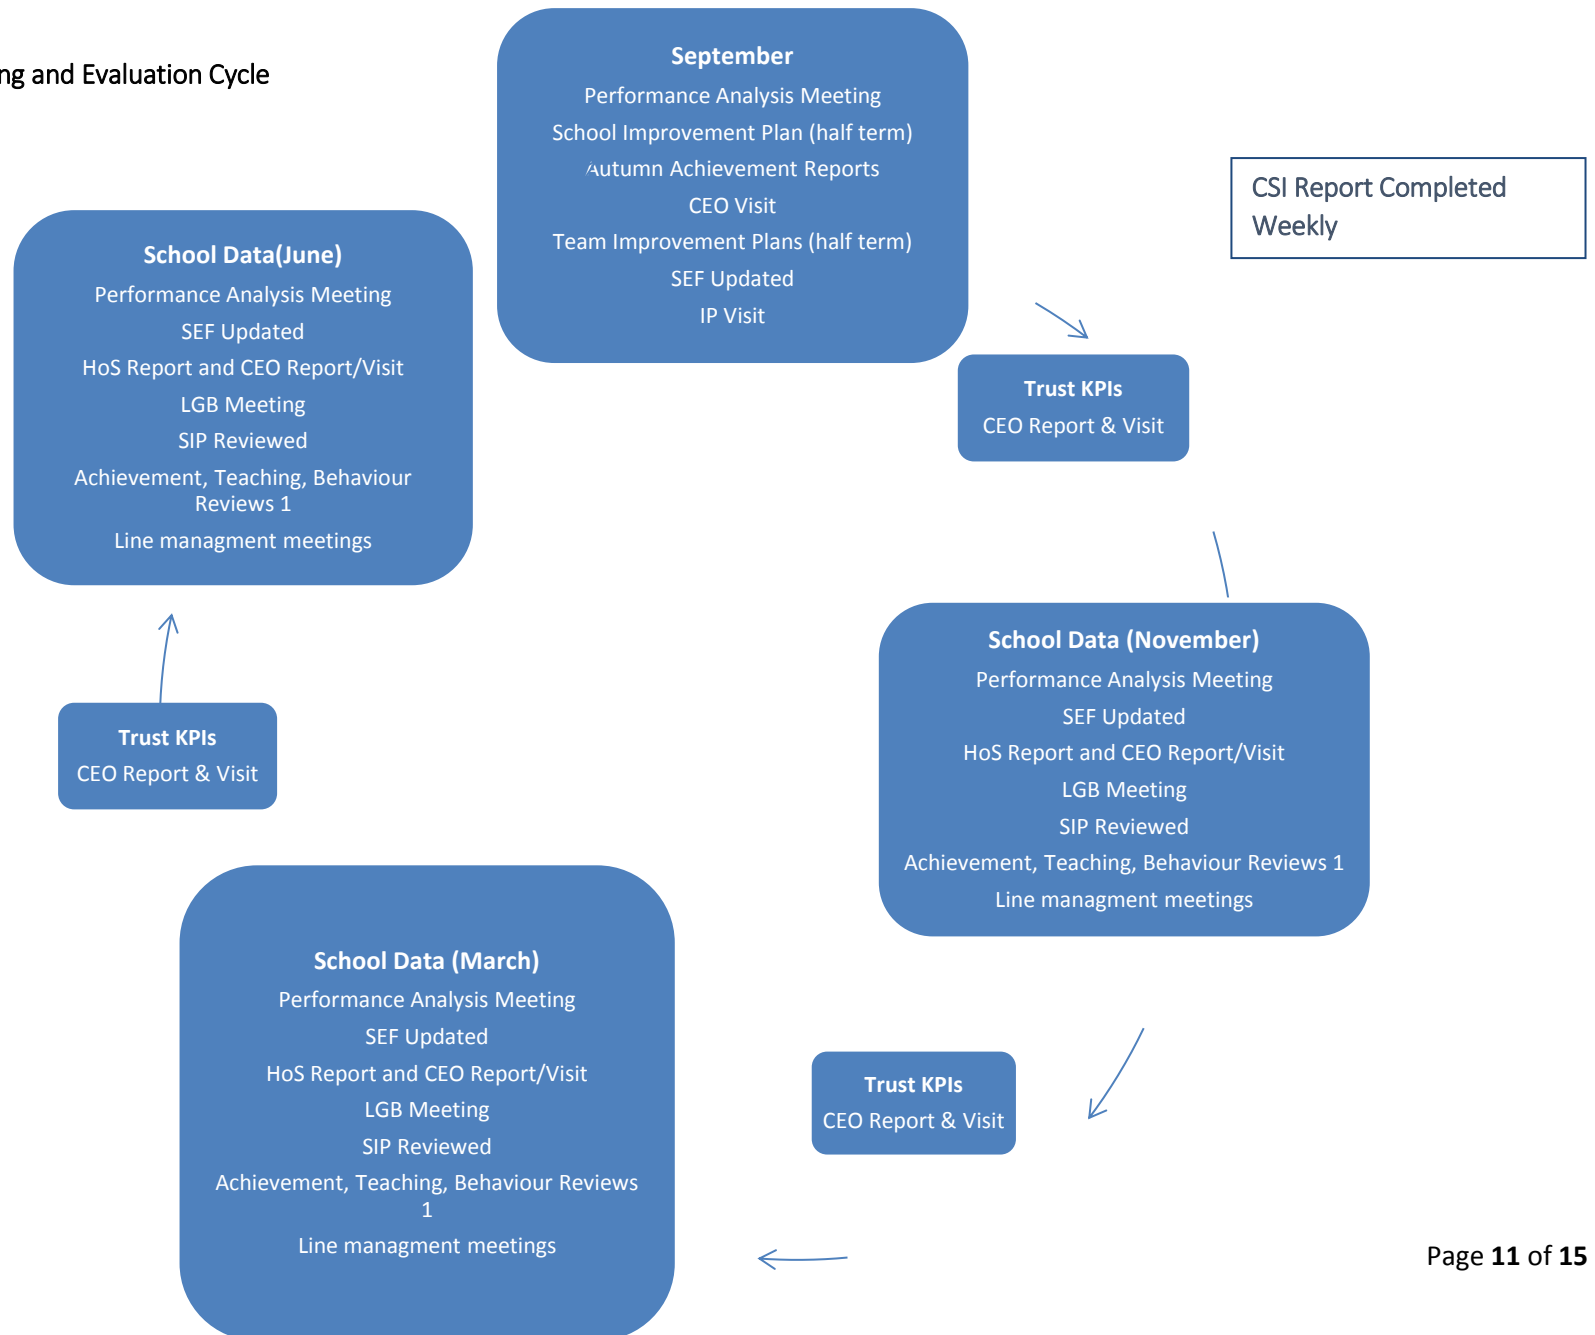 ng and Evaluation Cycle
September
Performance Analysis Meeting
School Improvement Plan (half term)
Autumn Achievement Reports
CEO Visit
Team Improvement Plans (half term)
SEF Updated
IP Visit
CSI Report Completed
Weekly
Trust KPIs
CEO Report & Visit
School Data (November)
Performance Analysis Meeting
SEF Updated
HoS Report and CEO Report/Visit
LGB Meeting
SIP Reviewed
Achievement, Teaching, Behaviour Reviews 1
Line managment meetings
Trust KPIs
CEO Report & Visit
School Data (March)
Performance Analysis Meeting
SEF Updated
HoS Report and CEO Report/Visit
LGB Meeting
SIP Reviewed
Achievement, Teaching, Behaviour Reviews
1
Line managment meetings
Trust KPIs
CEO Report & Visit
School Data(June)
Performance Analysis Meeting
SEF Updated
HoS Report and CEO Report/Visit
LGB Meeting
SIP Reviewed
Achievement, Teaching, Behaviour
Reviews 1
Line managment meetings
Page 11 of 15